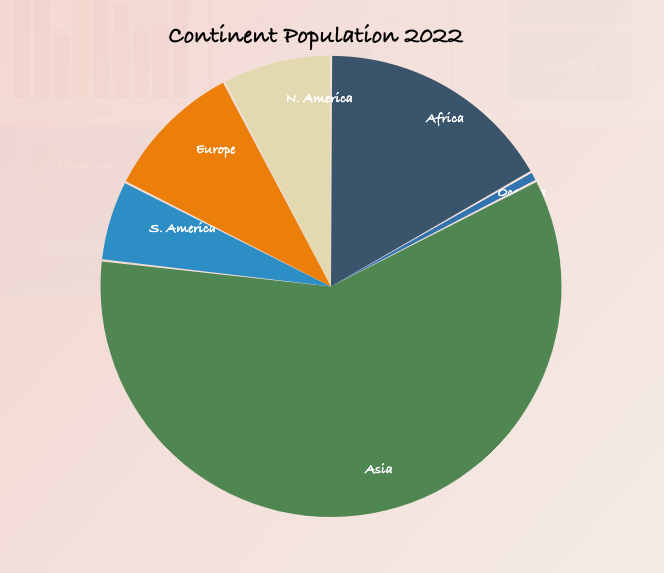 Continent Population 2022
N. America
Africa
Europe
S. America
Asia